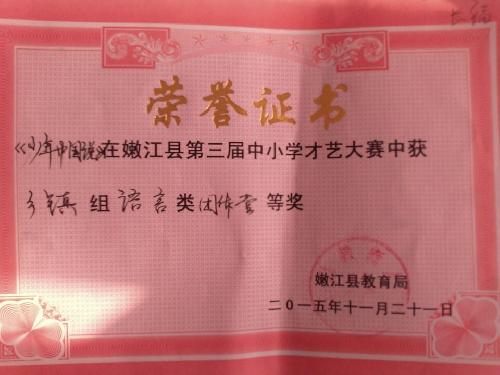 荣誉证书
《少年中国说》在嫩江县第三届中小学才艺大赛中获
乡镇组语言类团体壹等奖
嫩江县教育局
二〇一五年十一月二十一日